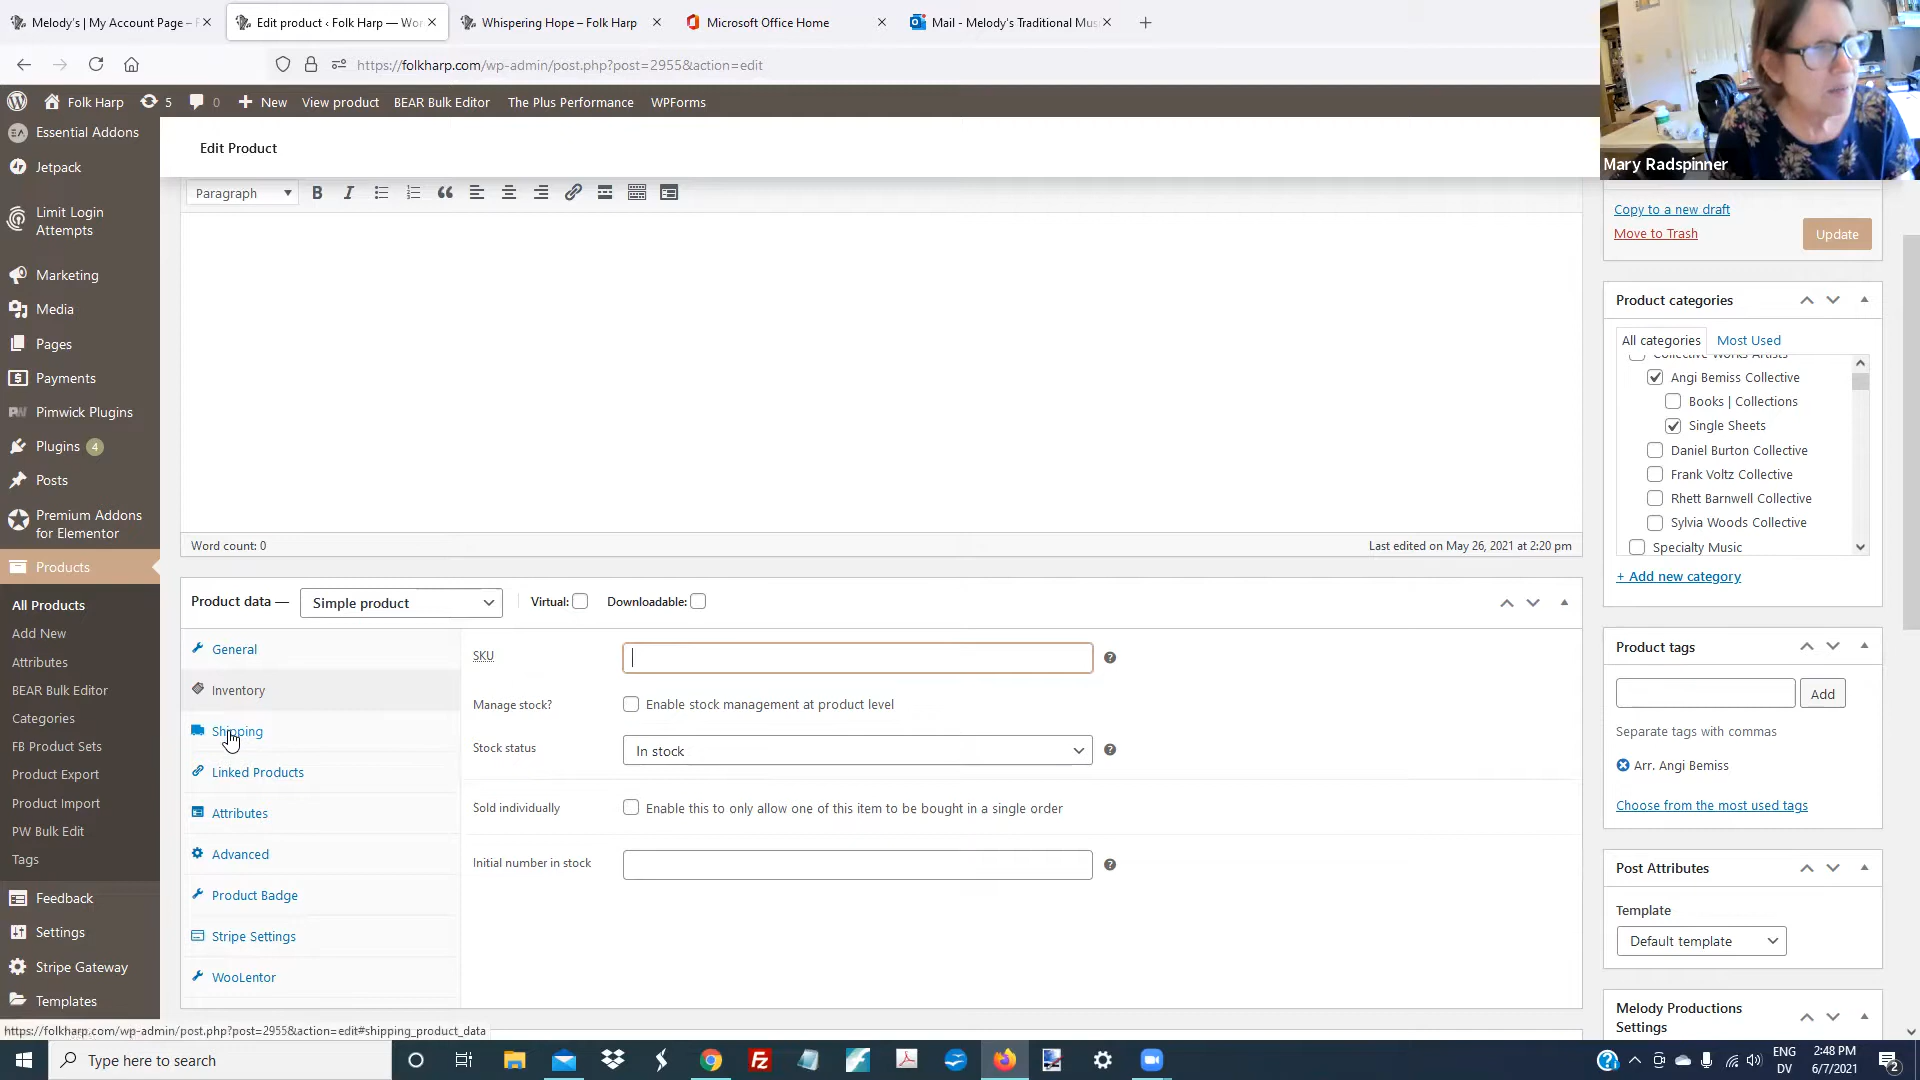 Melody's | My Account Page –
Edit product ‹ Folk Harp — Wor
Whispering Hope – Folk Harp
Microsoft Office Home
Mail - Melody's Traditional Mus
https://folkharp.com/wp-admin/post.php?post=2955&action=edit
Folk Harp
5
0
New
View product
BEAR Bulk Editor
The Plus Performance
WPForms
Mary Radspinner
Essential Addons
Jetpack
Limit Login
Attempts
Marketing
Media
Pages
Payments
Pimwick Plugins
Plugins 4
Posts
Premium Addons
for Elementor
Products
All Products
Add New
Attributes
BEAR Bulk Editor
Categories
FB Product Sets
Product Export
Product Import
PW Bulk Edit
Tags
Feedback
Settings
Stripe Gateway
Templates
Edit Product
Paragraph
Word count: 0
Last edited on May 26, 2021 at 2:20 pm
Product data —
Simple product
Virtual:
Downloadable:
General
Inventory
Shipping
Linked Products
Attributes
Advanced
Product Badge
Stripe Settings
WooLentor
SKU
Manage stock?
Enable stock management at product level
Stock status
In stock
Sold individually
Enable this to only allow one of this item to be bought in a single order
Initial number in stock
Copy to a new draft
Move to Trash
Update
Product categories
All categories
Most Used
Collective Works Artists
Angi Bemiss Collective
Books | Collections
Single Sheets
Daniel Burton Collective
Frank Voltz Collective
Rhett Barnwell Collective
Sylvia Woods Collective
Specialty Music
+ Add new category
Product tags
Add
Separate tags with commas
Arr. Angi Bemiss
Choose from the most used tags
Post Attributes
Template
Default template
Melody Productions
Settings
https://folkharp.com/wp-admin/post.php?post=2955&action=edit#shipping_product_data
Type here to search
ENG
DV
2:48 PM
6/7/2021
2